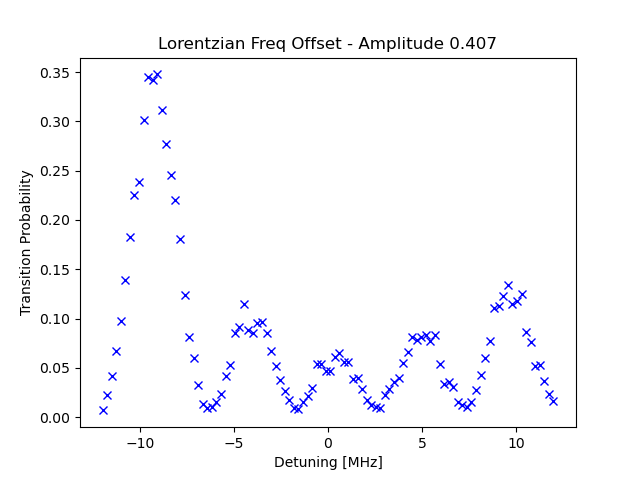 Lorentzian Freq Offset - Amplitude 0.407
0.35
0.30
0.25
0.20
0.15
0.10
0.05
0.00
Transition Probability
−10 −5 0 5 10
Detuning [MHz]